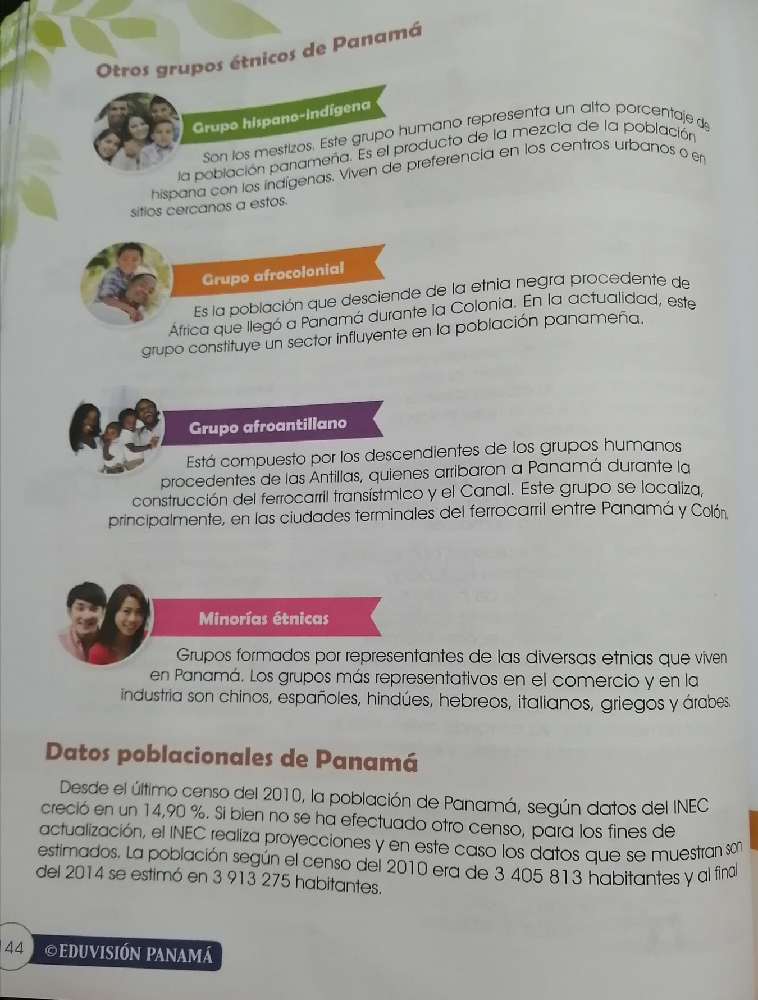 Otros grupos étnicos de Panamá
Grupo hispano-indígena
Son los mestizos. Este grupo humano representa un alto porcentaje de
la población panameña. Es el producto de la mezcla de la población
hispana con los indígenas. Viven de preferencia en los centros urbanos o en
sitios cercanos a estos.
Grupo afrocolonial
Es la población que desciende de la etnia negra procedente de
África que llegó a Panamá durante la Colonia. En la actualidad, este
grupo constituye un sector influyente en la población panameña.
Grupo afroantillano
Está compuesto por los descendientes de los grupos humanos
procedentes de las Antillas, quienes arribaron a Panamá durante la
construcción del ferrocarril transístmico y el Canal. Este grupo se localiza,
principalmente, en las ciudades terminales del ferrocarril entre Panamá y Colón.
Minorías étnicas
Grupos formados por representantes de las diversas etnias que viven
en Panamá. Los grupos más representativos en el comercio y en la
industria son chinos, españoles, hindúes, hebreos, italianos, griegos y árabes.
Datos poblacionales de Panamá
Desde el último censo del 2010, la población de Panamá, según datos del INEC
creció en un 14,90 %. Si bien no se ha efectuado otro censo, para los fines de
actualización, el INEC realiza proyecciones y en este caso los datos que se muestran son
estimados. La población según el censo del 2010 era de 3 405 813 habitantes y al final
del 2014 se estimó en 3 913 275 habitantes.
144
©EDUVISIÓN PANAMÁ